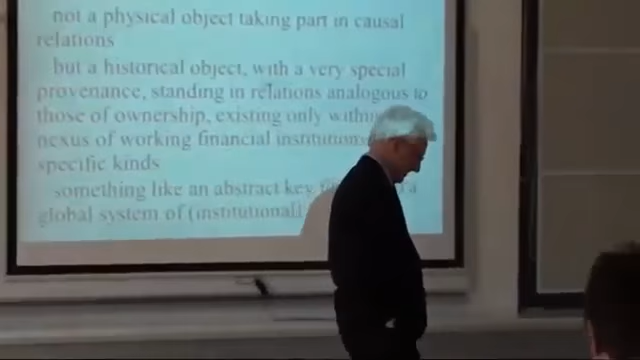 not a physical object taking part in causal
relations
but a historical object, with a very special
provenance, standing in relations analogous to
those of ownership, existing only within
nexus of working financial institutions
specific kinds
something like an abstract key
global system of (institutional)